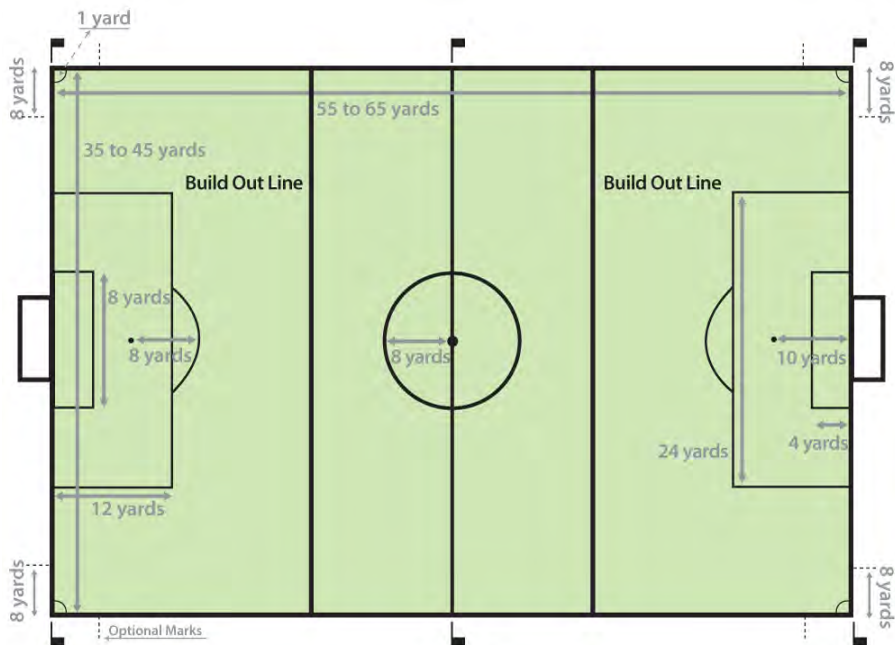 1 yard
8 yards
8 yards
55 to 65 yards
35 to 45 yards
Build Out Line
Build Out Line
8 yards
8 yards
8 yards
10 yards
4 yards
24 yards
12 yards
8 yards
8 yards
Optional Marks